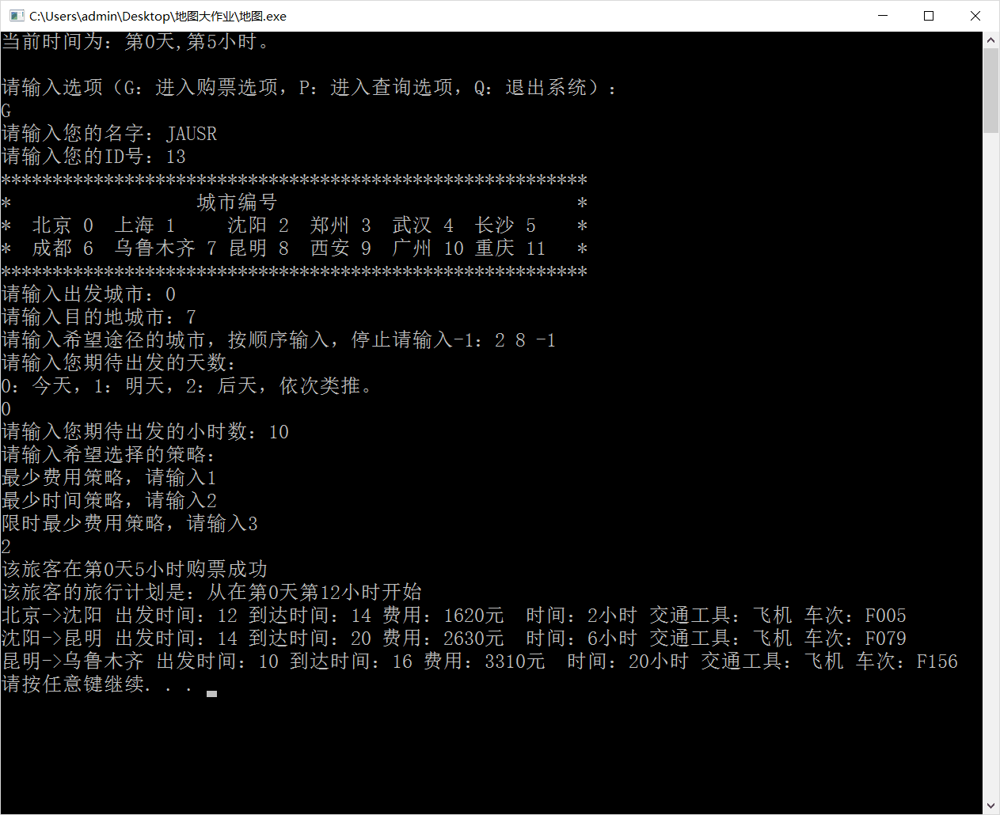 C:\Users\admin\Desktop\地图大作业\地图.exe
当前时间为：第0天,第5小时。
请输入选项（G：进入购票选项，P：进入查询选项，Q：退出系统）：
G
请输入您的名字：JAUSR
请输入您的ID号：13
*********************************************************
*                  城市编号                             *
*  北京 0  上海 1     沈阳 2  郑州 3  武汉 4  长沙 5    *
*  成都 6  乌鲁木齐 7 昆明 8  西安 9  广州 10 重庆 11   *
*********************************************************
请输入出发城市：0
请输入目的地城市：7
请输入希望途径的城市，按顺序输入，停止请输入-1：2 8 -1
请输入您期待出发的天数：
0：今天，1：明天，2：后天，依次类推。
0
请输入您期待出发的小时数：10
请输入希望选择的策略：
最少费用策略，请输入1
最少时间策略，请输入2
限时最少费用策略，请输入3
2
该旅客在第0天5小时购票成功
该旅客的旅行计划是：从在第0天第12小时开始
北京->沈阳 出发时间：12 到达时间：14 费用：1620元  时间：2小时 交通工具：飞机 车次：F005
沈阳->昆明 出发时间：14 到达时间：20 费用：2630元  时间：6小时 交通工具：飞机 车次：F079
昆明->乌鲁木齐 出发时间：10 到达时间：16 费用：3310元  时间：20小时 交通工具：飞机 车次：F156
请按任意键继续. . .